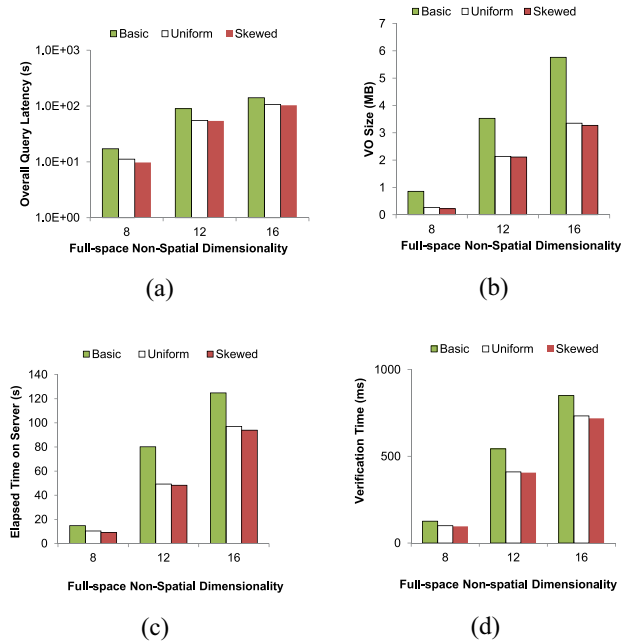 Basic Uniform Skewed
Overall Query Latency (s)
1.0E+03
1.0E+02
1.0E+01
1.0E+00
8 12 16
Full-space Non-Spatial Dimensionality
(a)
Basic Uniform Skewed
VO Size (MB)
7
6
5
4
3
2
1
0
8 12 16
Full-space Non-Spatial Dimensionality
(b)
Basic Uniform Skewed
Elapsed Time on Server (s)
140
120
100
80
60
40
20
0
8 12 16
Full-space Non-Spatial Dimensionality
(c)
Basic Uniform Skewed
Verification Time (ms)
1000
500
0
8 12 16
Full-space Non-spatial Dimensionality
(d)